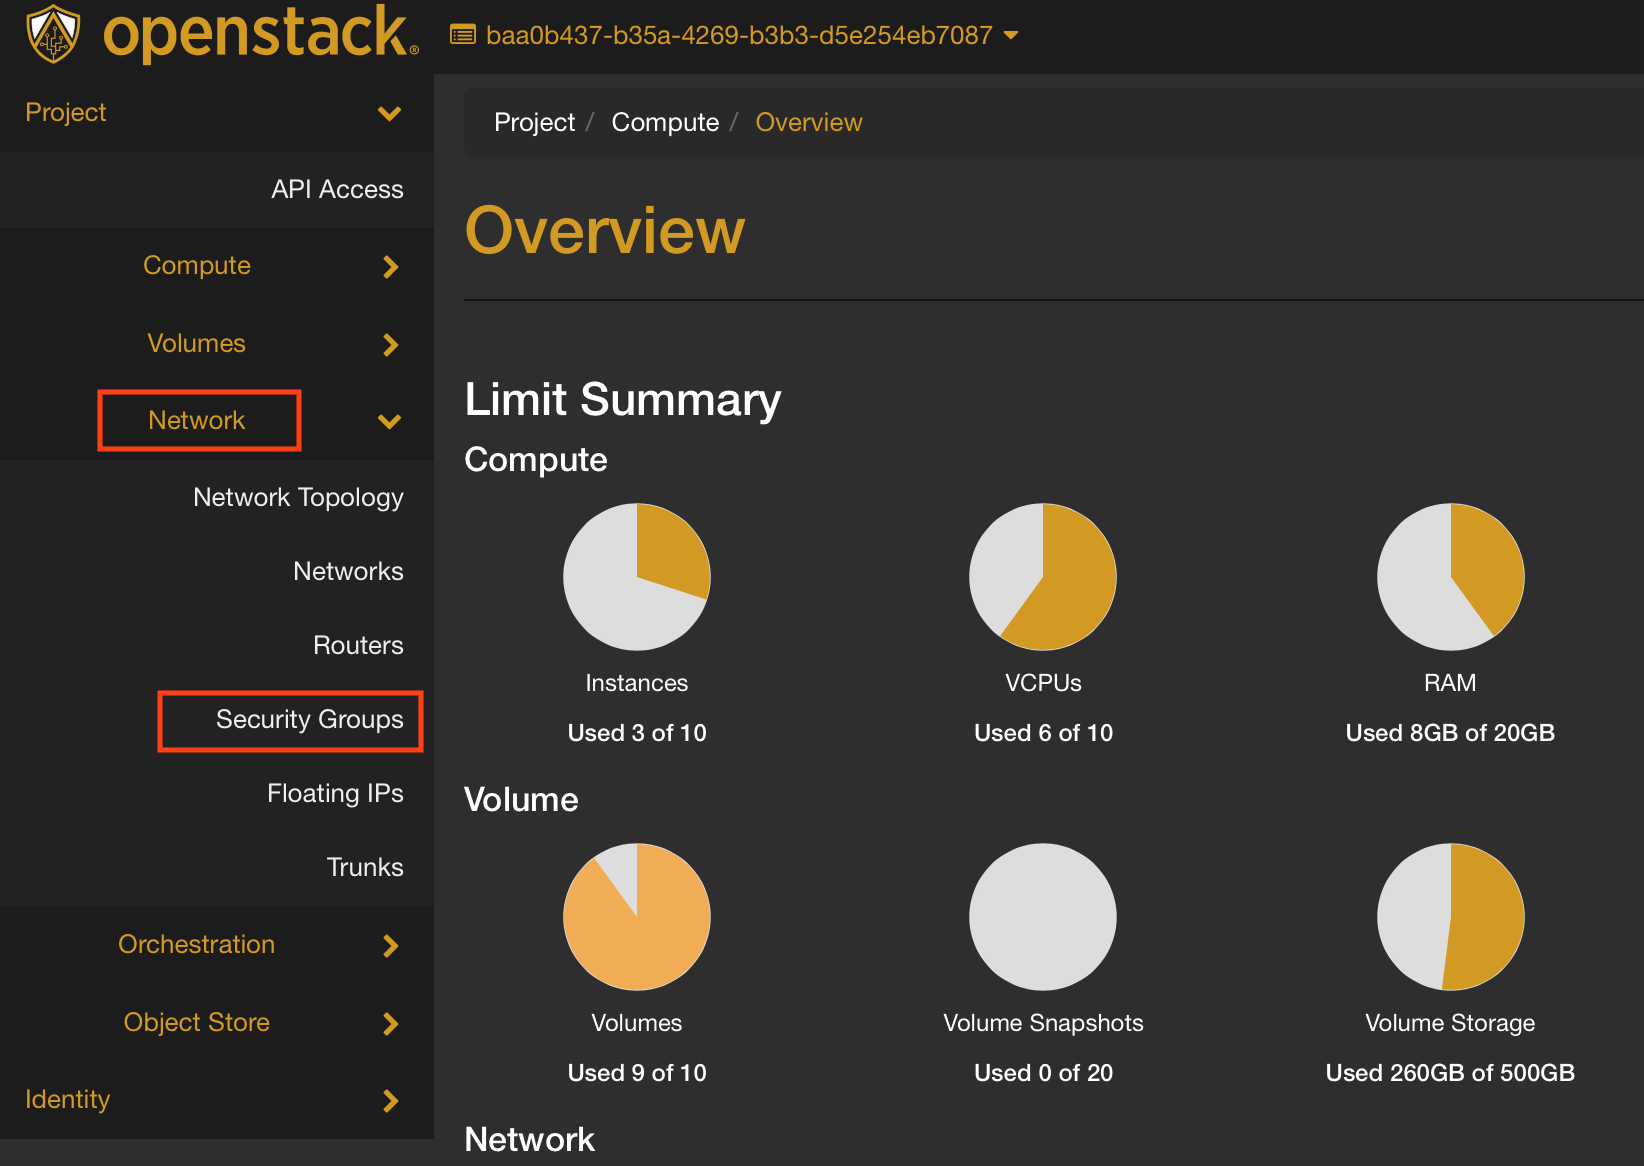 openstack®
baa0b437-b35a-4269-b3b3-d5e254eb7087
Project
API Access
Compute
Volumes
Network
Network Topology
Networks
Routers
Security Groups
Floating IPs
Trunks
Orchestration
Object Store
Identity
Project / Compute / Overview
Overview
Limit Summary
Compute
Instances
Used 3 of 10
VCPUs
Used 6 of 10
RAM
Used 8GB of 20GB
Volume
Volumes
Used 9 of 10
Volume Snapshots
Used 0 of 20
Volume Storage
Used 260GB of 500GB
Network